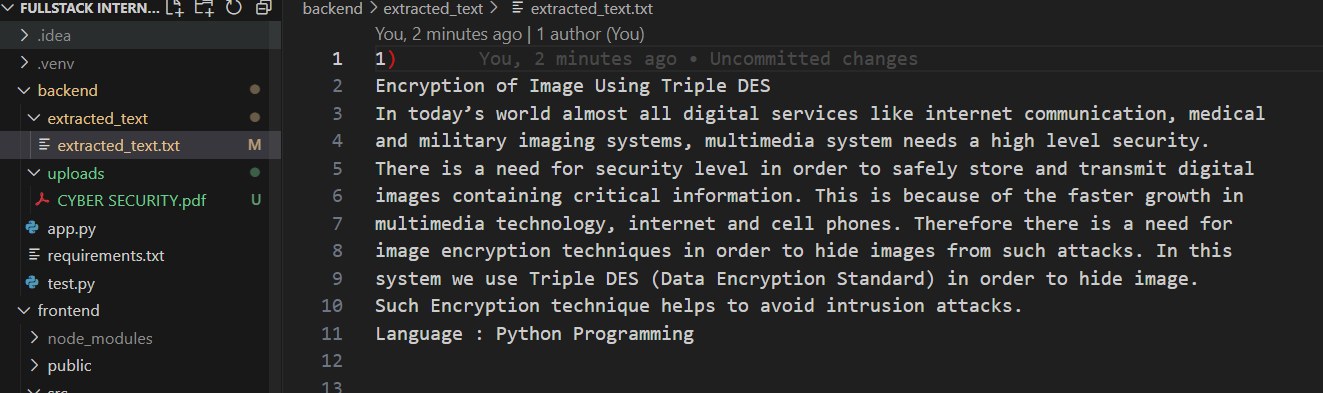 FULLSTACK INTERN...
.idea
.venv
backend
extracted_text
extracted_text.txt M
uploads
CYBER SECURITY.pdf U
app.py
requirements.txt
test.py
frontend
node_modules
public
backend > extracted_text > extracted_text.txt
You, 2 minutes ago | 1 author (You)
1 1) You, 2 minutes ago • Uncommitted changes
2 Encryption of Image Using Triple DES
3 In today’s world almost all digital services like internet communication, medical
4 and military imaging systems, multimedia system needs a high level security.
5 There is a need for security level in order to safely store and transmit digital
6 images containing critical information. This is because of the faster growth in
7 multimedia technology, internet and cell phones. Therefore there is a need for
8 image encryption techniques in order to hide images from such attacks. In this
9 system we use Triple DES (Data Encryption Standard) in order to hide image.
10 Such Encryption technique helps to avoid intrusion attacks.
11 Language : Python Programming
12
13